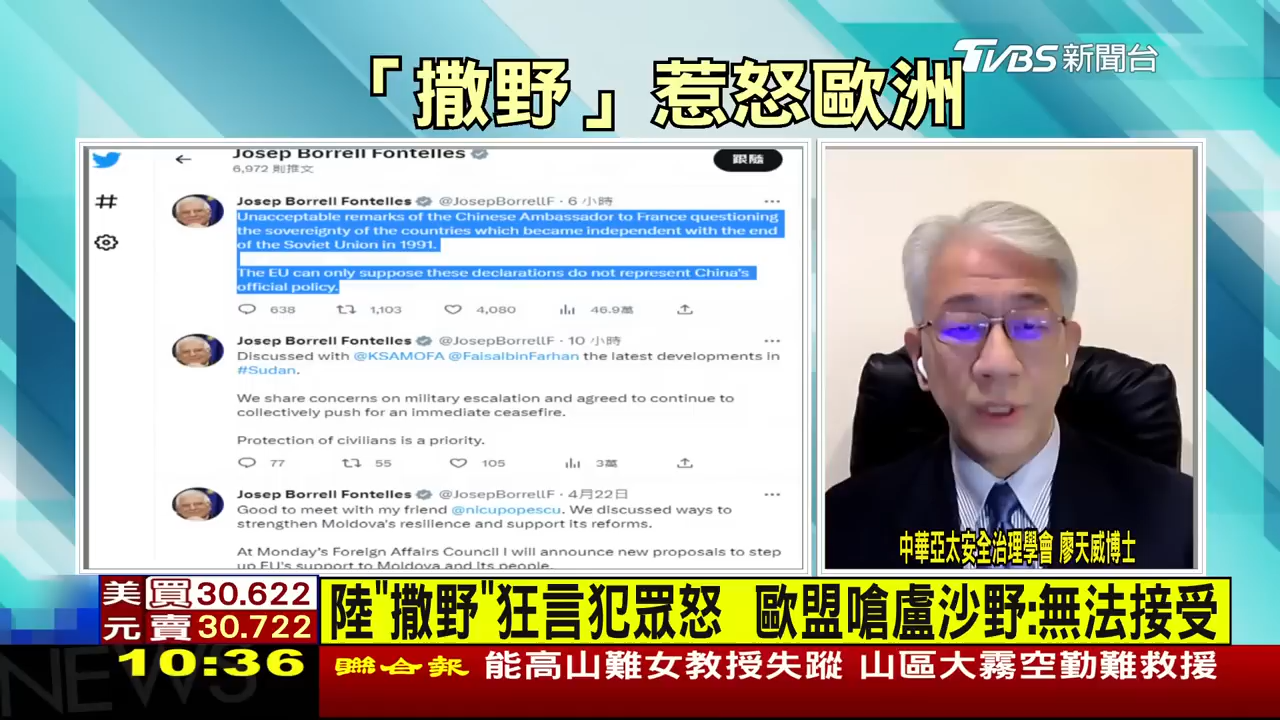 「撒野」惹怒歐洲
TVBS新聞台
Josep Borrell Fontelles
6,972 則推文
跟隨
Josep Borrell Fontelles @JosepBorrellF · 6 小時
Unacceptable remarks of the Chinese Ambassador to France questioning
the sovereignty of the countries which became independent with the end
of the Soviet Union in 1991.
The EU can only suppose these declarations do not represent China's
official policy.
638 1,103 4,080 46.9萬
Josep Borrell Fontelles @JosepBorrellF · 10 小時
Discussed with @KSAMOFA @FaisalbinFarhan the latest developments in
#Sudan.
We share concerns on military escalation and agreed to continue to
collectively push for an immediate ceasefire.
Protection of civilians is a priority.
77 55 105 3萬
Josep Borrell Fontelles @JosepBorrellF · 4月22日
Good to meet with my friend @nicupopescu. We discussed ways to
strengthen Moldova's resilience and support its reforms.
At Monday's Foreign Affairs Council I will announce new proposals to step
up EU's support to Moldova and its people.
中華亞太安全治理學會 廖天威博士
美元 買 30.622
賣 30.722
陸"撒野"狂言犯眾怒 歐盟嗆盧沙野:無法接受
NEWS
10:36
聯合報 能高山難女教授失蹤 山區大霧空勤難救援